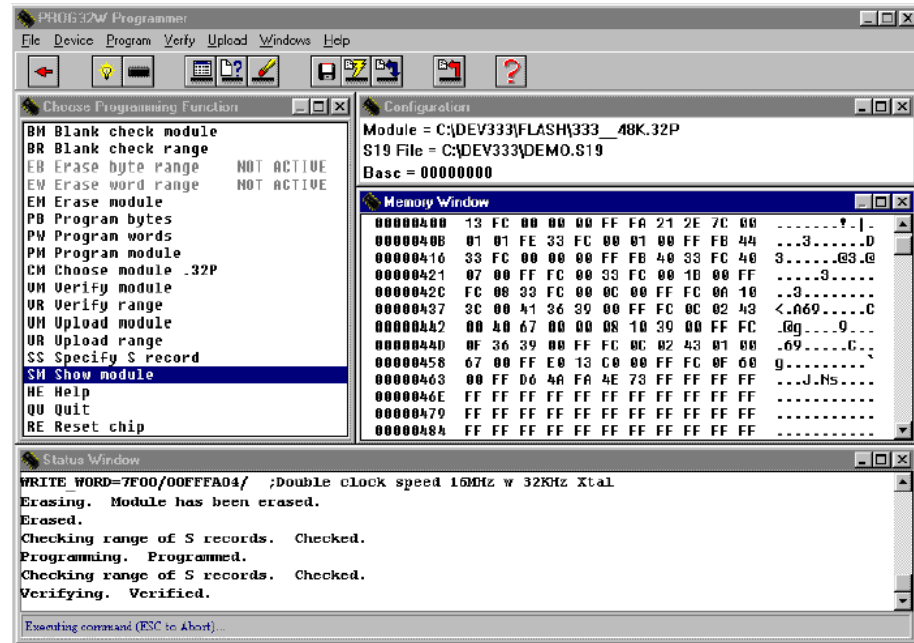 PROG32W Programmer
File Device Program Verify Upload Windows Help
Choose Programming Function
BM Blank check module
BR Blank check range
EB Erase byte range NOT ACTIVE
EW Erase word range NOT ACTIVE
EM Erase module
PB Program bytes
PW Program words
PM Program module
CM Choose module .32P
VM Verify module
VR Verify range
UM Upload module
UR Upload range
SS Specify S record
SM Show module
HE Help
QU Quit
RE Reset chip
Configuration
Module = C:\DEV333\FLASH\333__48K.32P
S19 File = C:\DEV333\DEMO.S19
Base = 00000000
Memory Window
00000400 13 FC 00 00 00 FF FA 21 2E 7C 00 .......!.|.
0000040B 01 01 FE 33 FC 00 01 00 FF FB 44 ...3.......D
00000416 33 FC 00 00 00 FF FB 40 33 FC 40 3......@3.@
00000421 07 00 FF FC 00 33 FC 00 1B 00 FF .....3.....
0000042C FC 08 33 FC 00 0C 00 FF FC 0A 10 ..3........
00000437 3C 00 41 36 39 00 FF FC 0C 02 43 <.A69.....C
00000442 00 40 67 00 00 08 10 39 00 FF FC .@g....9...
0000044D 0F 36 39 00 FF FC 0C 02 43 01 00 .69.....C..
00000458 67 00 FF E0 13 C0 00 FF FC 0F 60 g.........`
00000463 00 FF D6 4A FA 4E 73 FF FF FF FF ...J.Ns....
0000046E FF FF FF FF FF FF FF FF FF FF FF ...........
00000479 FF FF FF FF FF FF FF FF FF FF FF ...........
00000484 FF FF FF FF FF FF FF FF FF FF FF ...........
Status Window
WRITE_WORD=7F00/00FFFA04/ ;Double clock speed 16MHz w 32KHz Xtal
Erasing. Module has been erased.
Erased.
Checking range of S records. Checked.
Programming. Programmed.
Checking range of S records. Checked.
Verifying. Verified.
Executing command (ESC to Abort)...